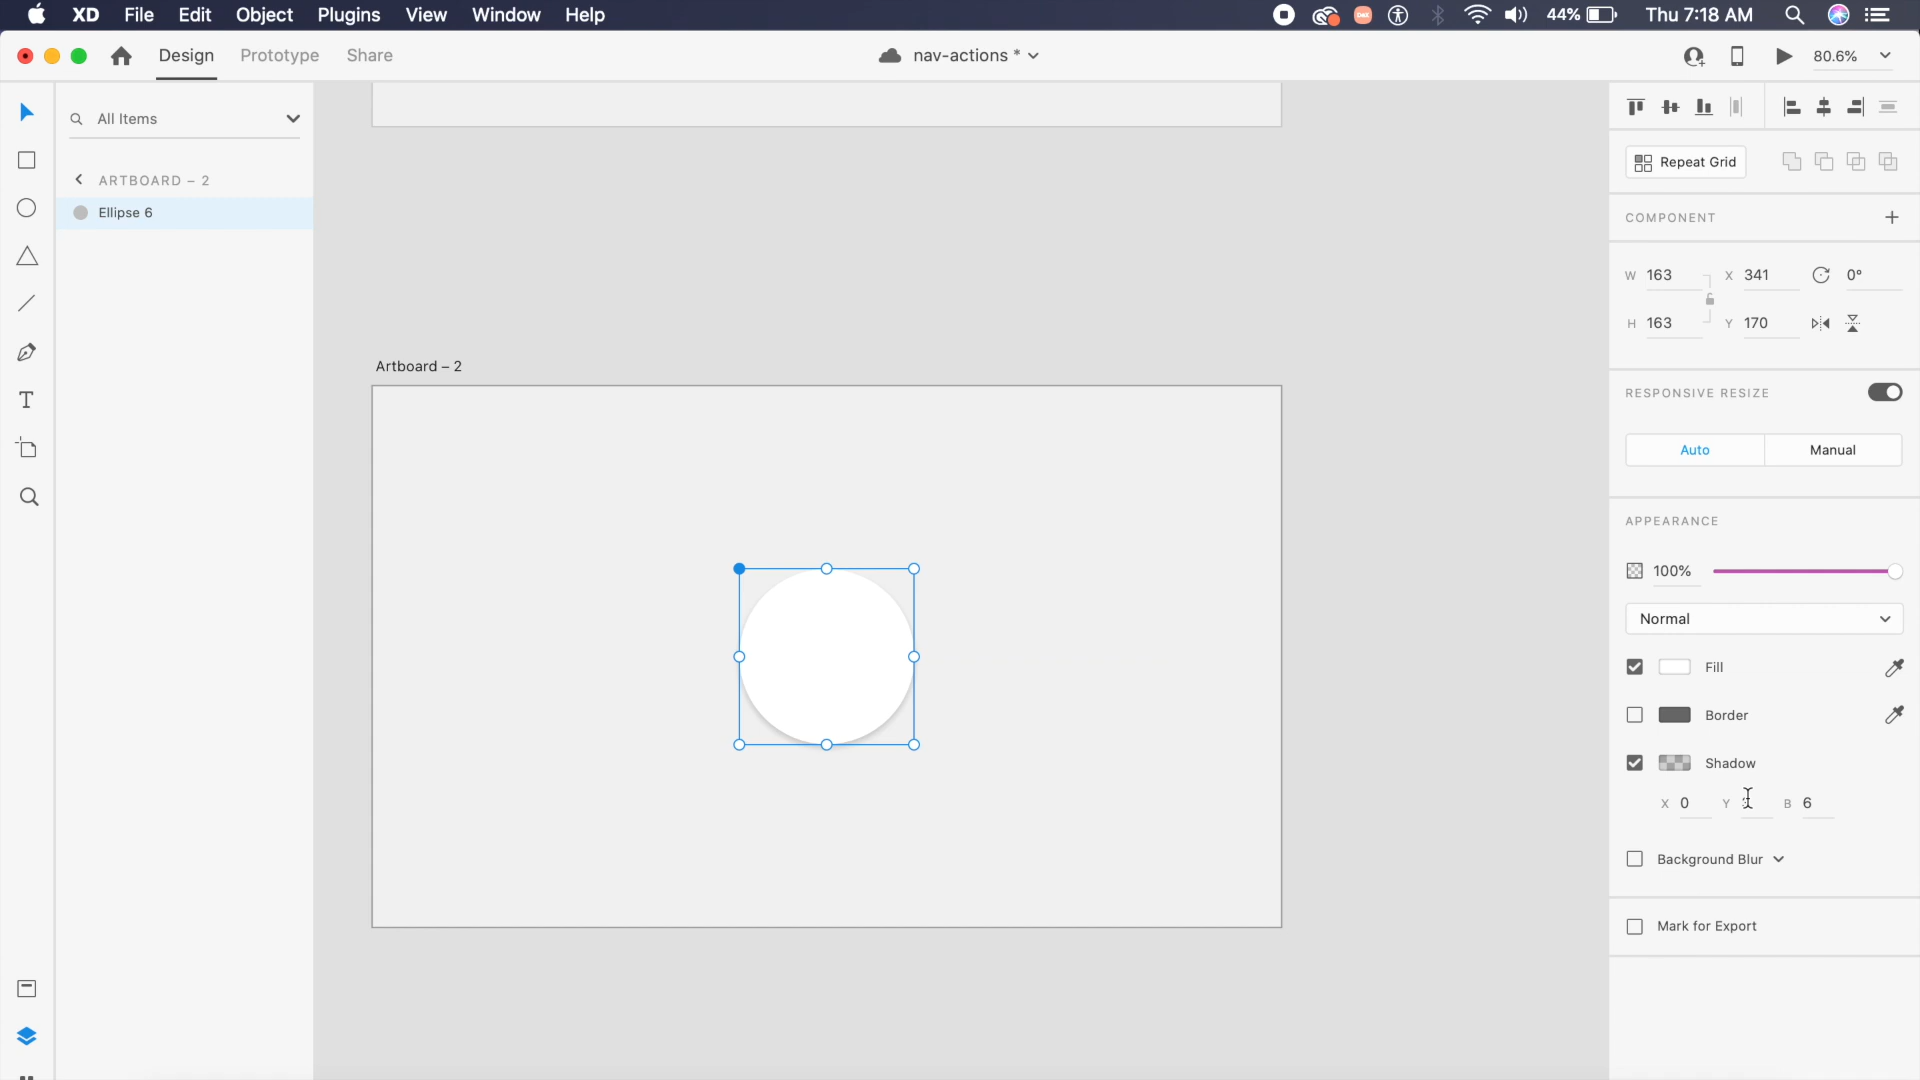 XD File Edit Object Plugins View Window Help 44% Thu 7:18 AM
Design Prototype Share nav-actions * 80.6%
All Items
ARTBOARD – 2
Ellipse 6
Artboard – 2
Repeat Grid
COMPONENT
W 163 X 341 0°
H 163 Y 170
RESPONSIVE RESIZE
Auto Manual
APPEARANCE
100%
Normal
Fill
Border
Shadow
X 0 Y B 6
Background Blur
Mark for Export